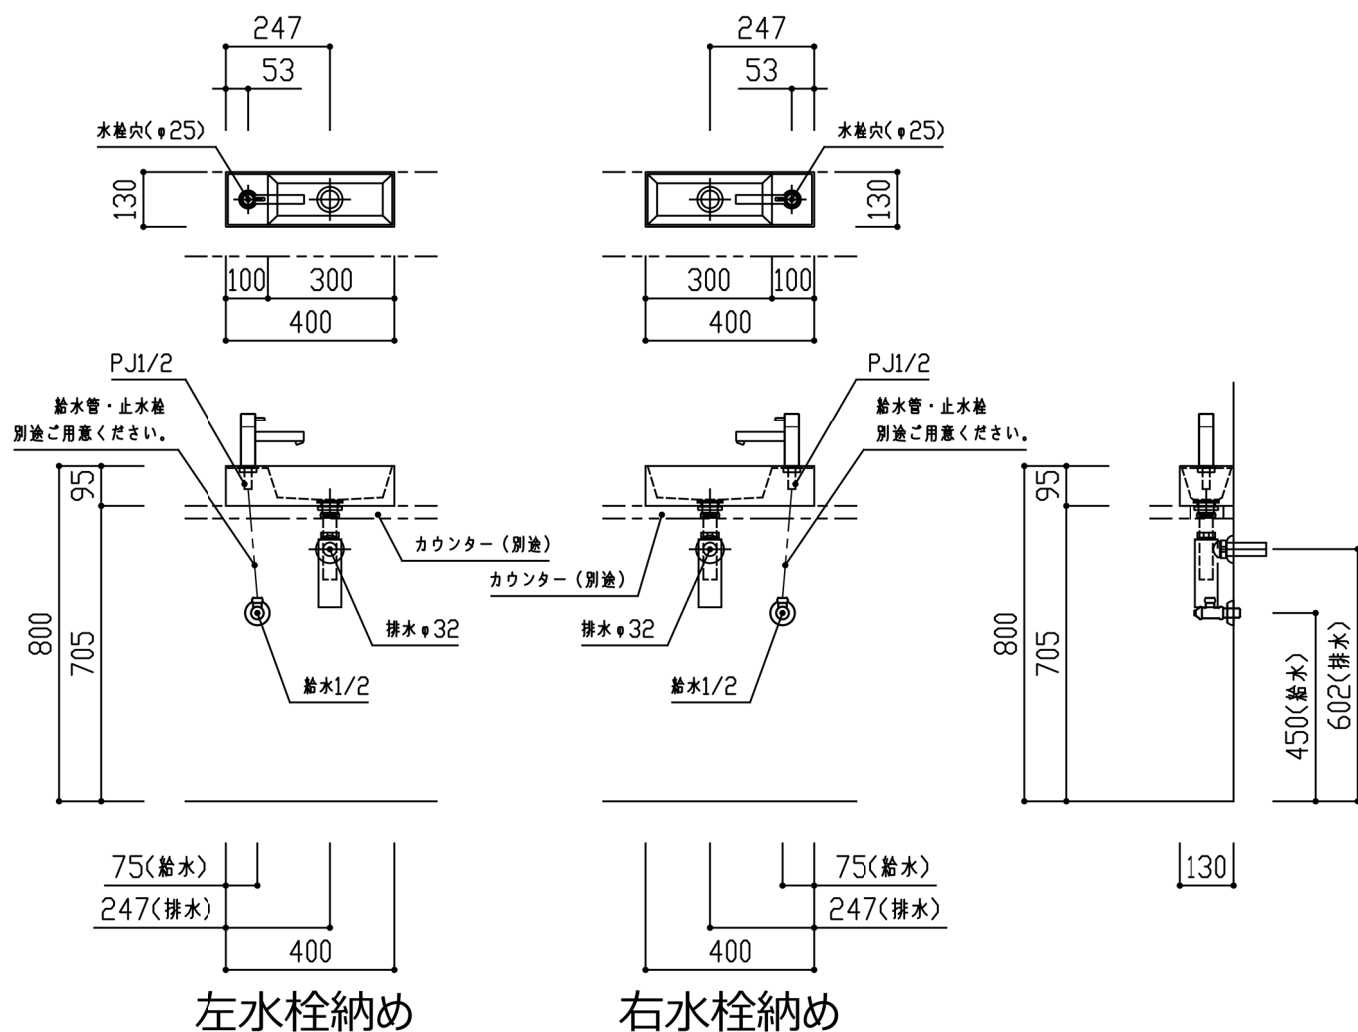 247
247
53
53
水栓穴(φ25)
水栓穴(φ25)
130
130
100
300
300
100
400
400
PJ1/2
PJ1/2
給水管・止水栓
別途ご用意ください。
給水管・止水栓
別途ご用意ください。
95
95
カウンター(別途)
カウンター(別途)
800
705
排水φ32
排水φ32
800
705
給水1/2
給水1/2
450(給水)
602(排水)
75(給水)
75(給水)
130
247(排水)
247(排水)
400
400
左水栓納め
右水栓納め